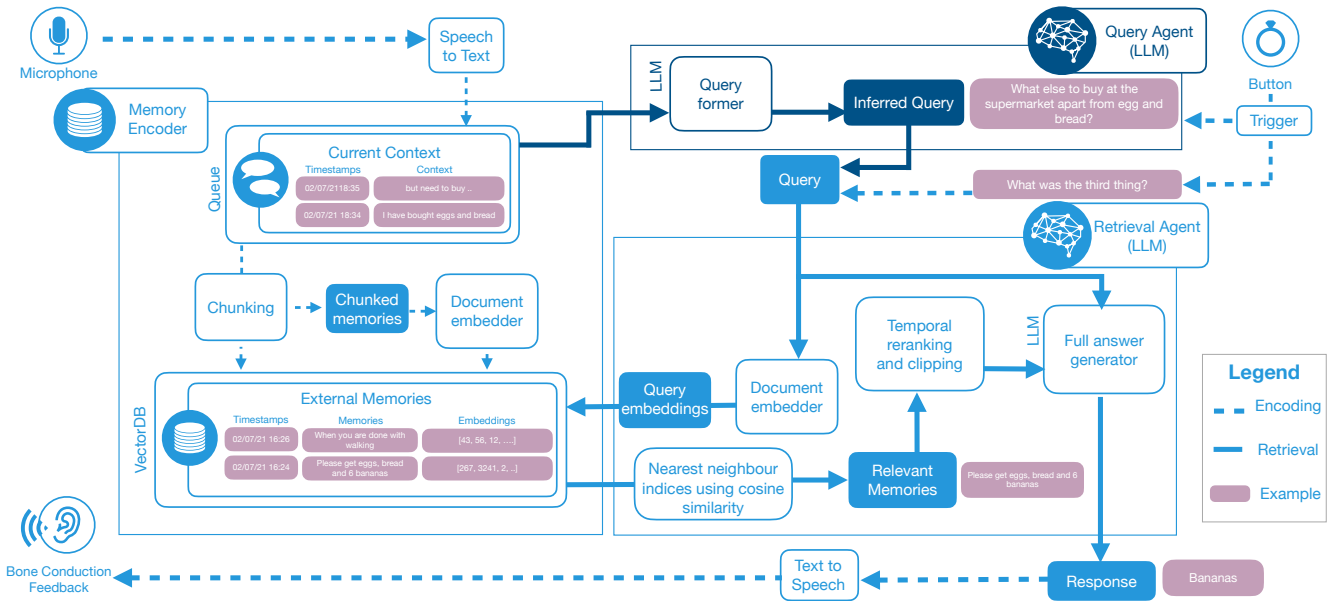 Microphone
Speech
to Text
Query Agent
(LLM)
Button
Trigger
LLM
Query
former
Inferred Query
What else to buy at the
supermarket apart from egg and
bread?
Memory
Encoder
Queue
Current Context
Timestamps
Context
02/07/2118:35
but need to buy ..
02/07/21 18:34
I have bought eggs and bread
Query
What was the third thing?
Retrieval Agent
(LLM)
Chunking
Chunked
memories
Document
embedder
Temporal
reranking
and clipping
LLM
Full answer
generator
VectorDB
External Memories
Timestamps
Memories
Embeddings
02/07/21 16:26
When you are done with
walking
[43, 56, 12, ....]
02/07/21 16:24
Please get eggs, bread
and 6 bananas
[267, 3241, 2, ..]
Query
embeddings
Document
embedder
Nearest neighbour
indices using cosine
similarity
Relevant
Memories
Please get eggs, bread and 6
bananas
Legend
Encoding
Retrieval
Example
Bone Conduction
Feedback
Text to
Speech
Response
Bananas